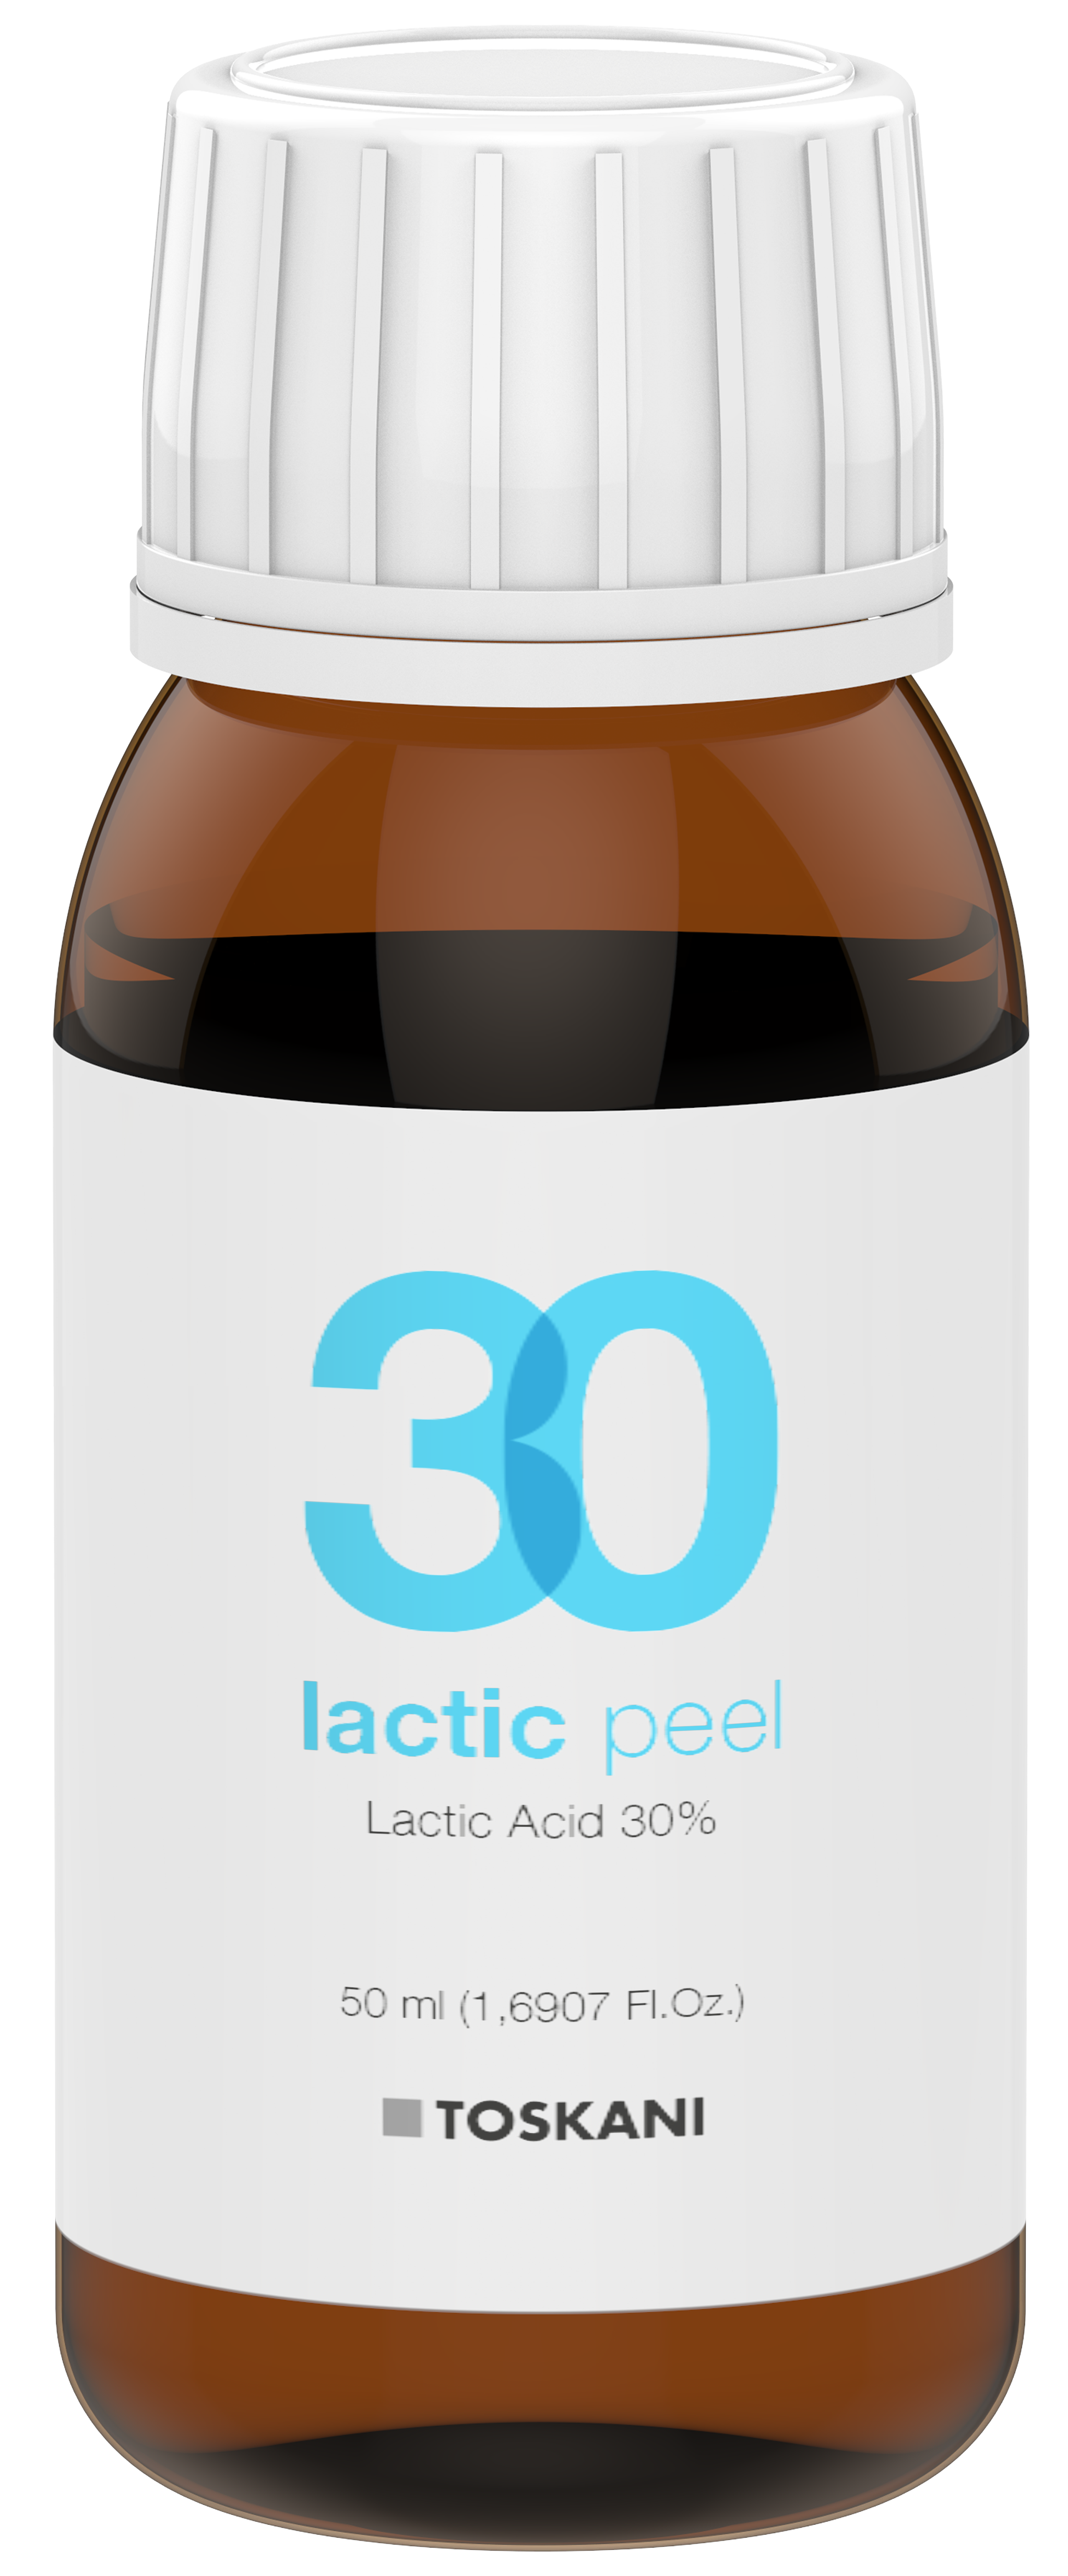 30
lactic peel
Lactic Acid 30%
50 ml (1,6907 Fl.Oz.)
TOSKANI